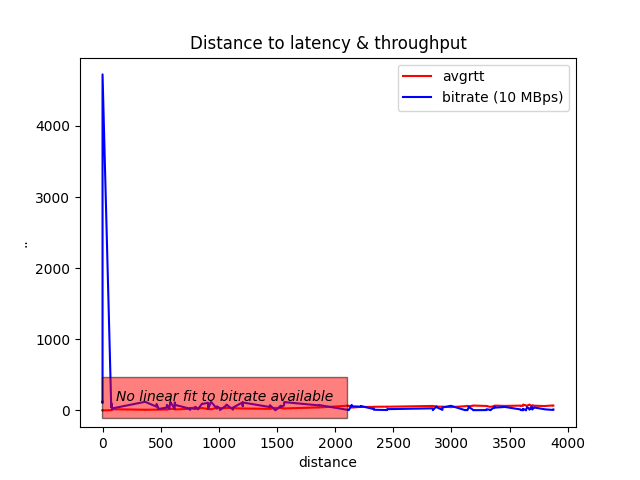 Distance to latency & throughput
avgrtt
bitrate (10 MBps)
4000
3000
2000
1000
0
..
No linear fit to bitrate available
0 500 1000 1500 2000 2500 3000 3500 4000
distance